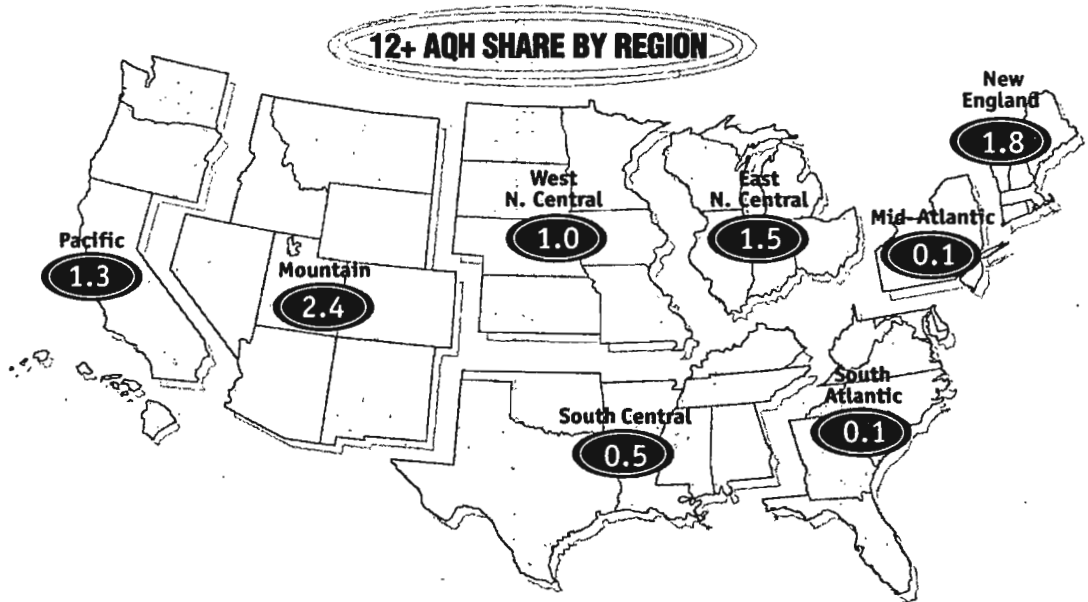 12+ AQH SHARE BY REGION
New
England
1.8
West
N. Central
1.0
East
N. Central
1.5
Mid-Atlantic
0.1
Pacific
1.3
Mountain
2.4
South
Atlantic
0.1
South Central
0.5